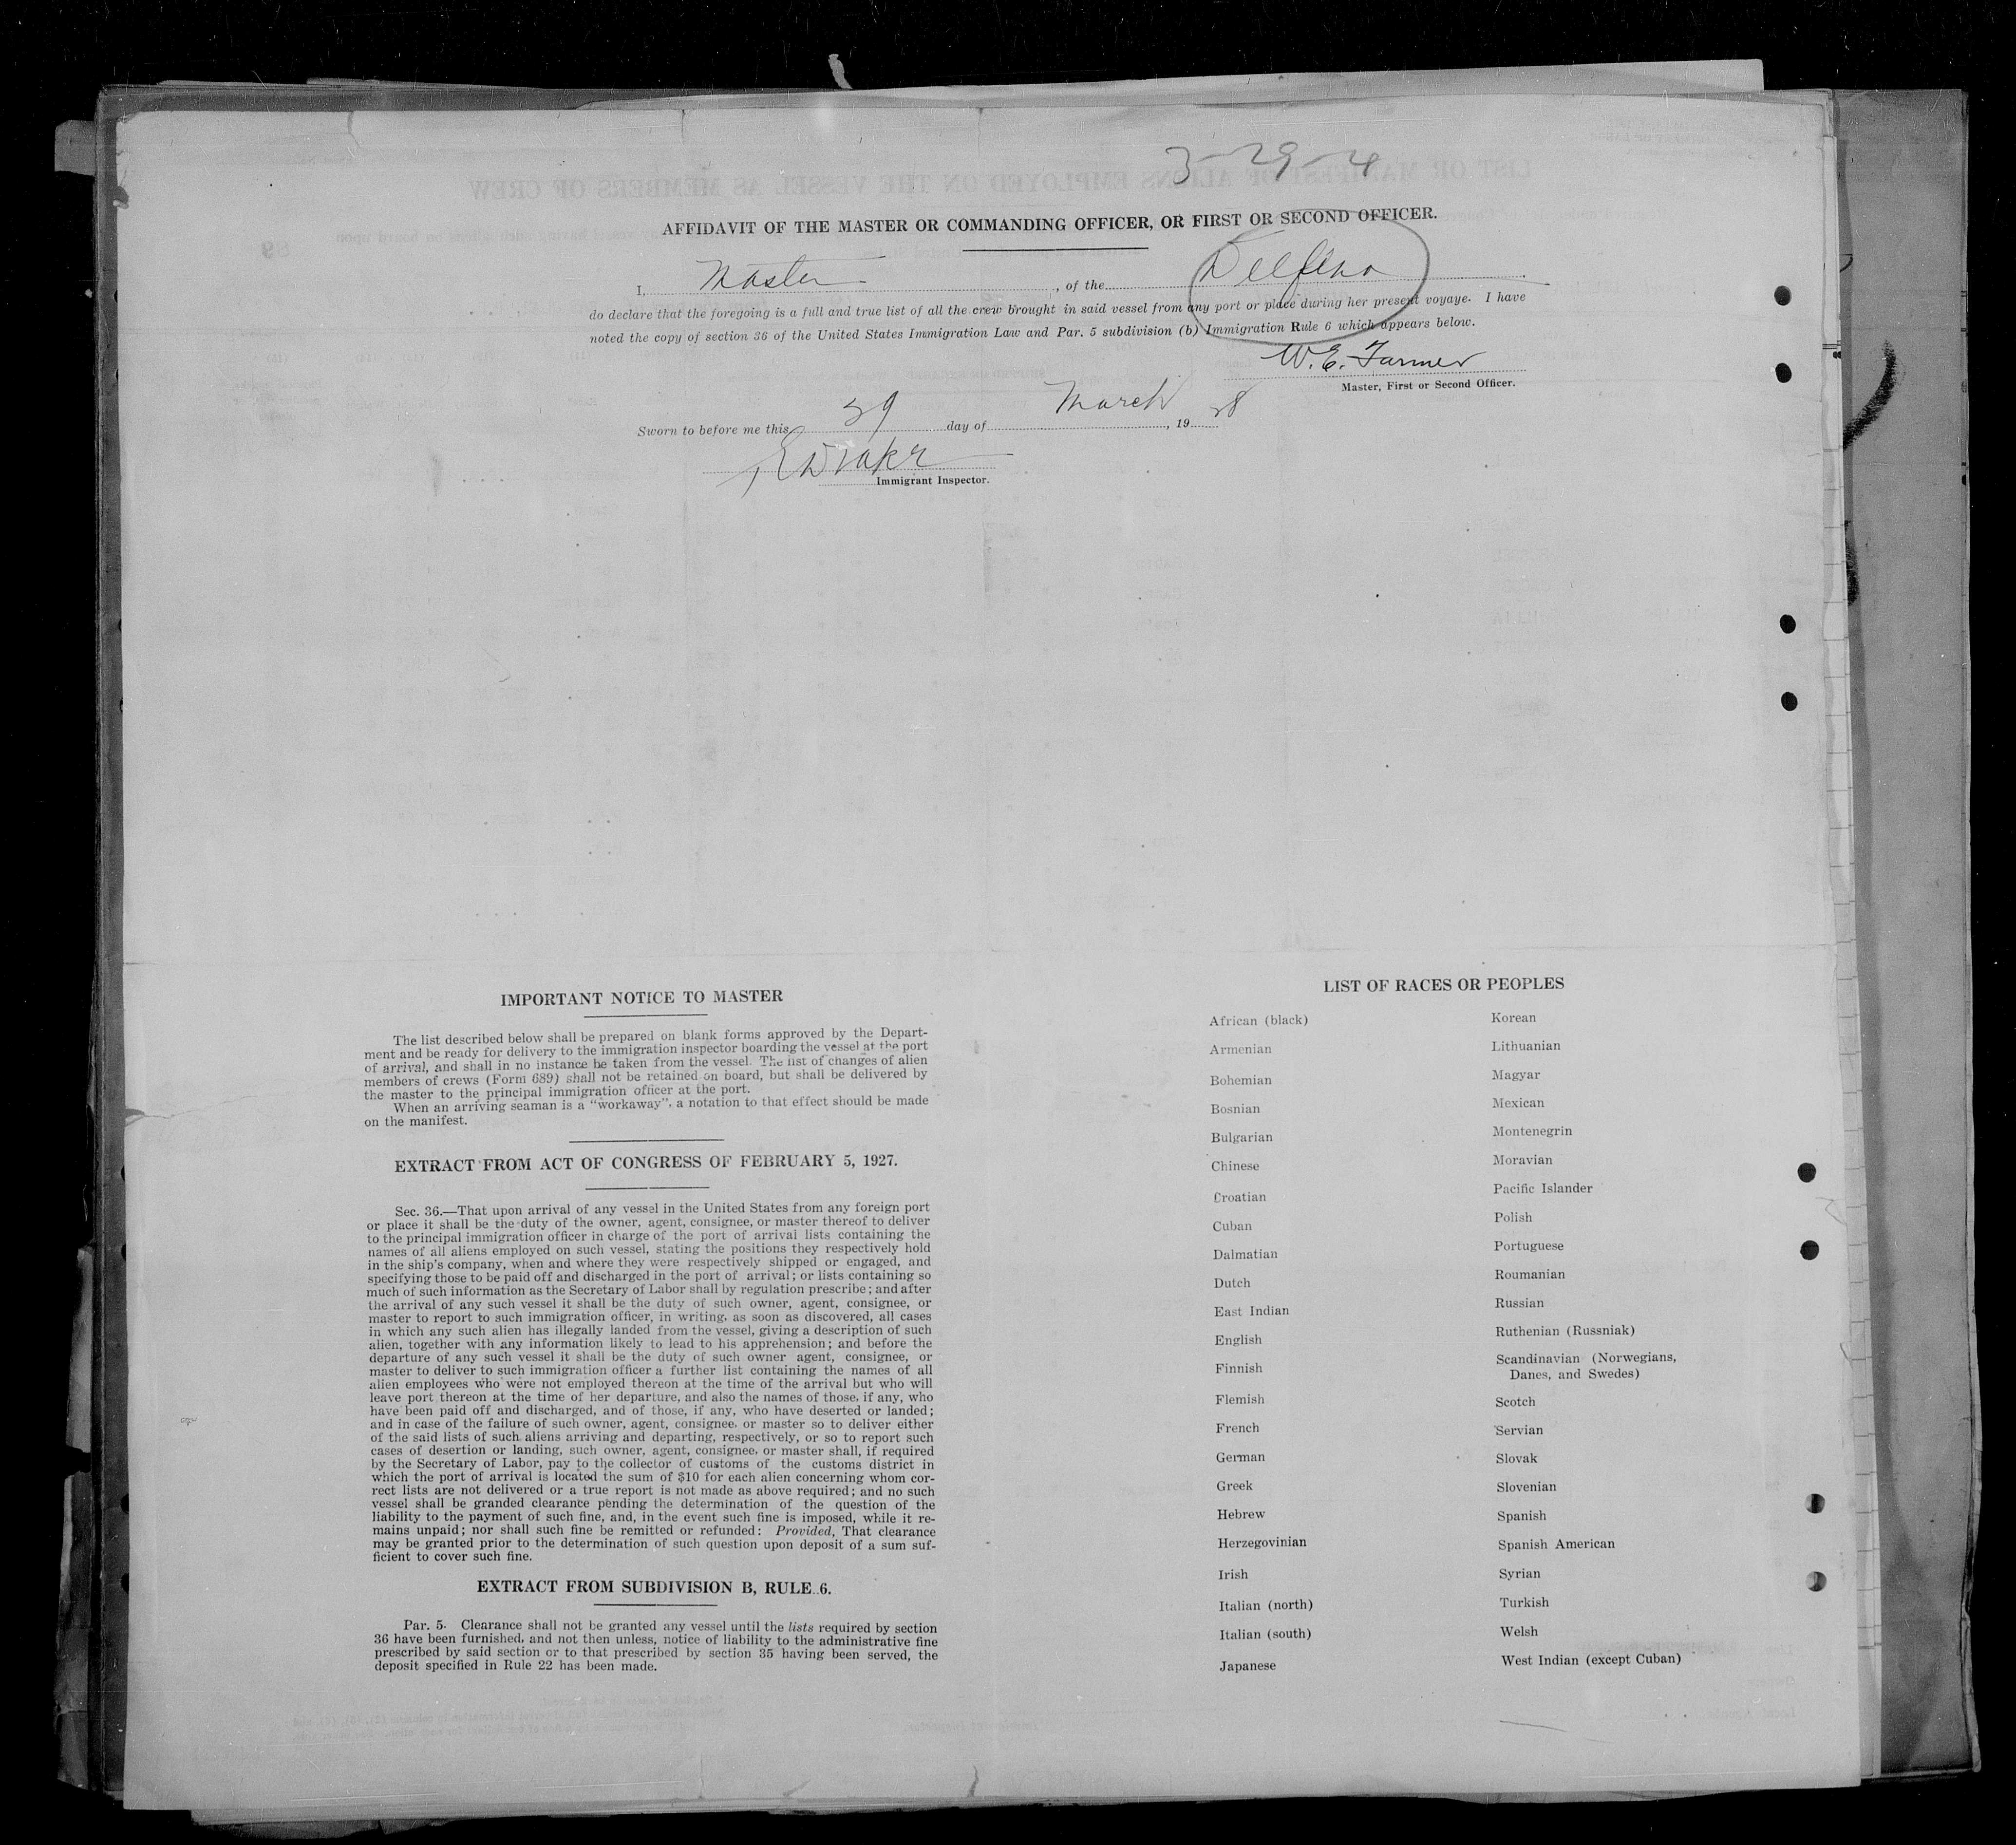 3-29-4
AFFIDAVIT OF THE MASTER OR COMMANDING OFFICER, OR FIRST OR SECOND OFFICER.
I, Master, of the Delfina
do declare that the foregoing is a full and true list of all the crew brought in said vessel from any port or place during her present voyaye. I have
noted the copy of section 36 of the United States Immigration Law and Par. 5 subdivision (b) Immigration Rule 6 which appears below.
W. E. Farmer
Master, First or Second Officer.
Sworn to before me this 29 day of March, 1928
Immigrant Inspector.
IMPORTANT NOTICE TO MASTER
The list described below shall be prepared on blank forms approved by the Depart-
ment and be ready for delivery to the immigration inspector boarding the vessel at the port
of arrival, and shall in no instance be taken from the vessel. The list of changes of alien
members of crews (Form 689) shall not be retained on board, but shall be delivered by
the master to the principal immigration officer at the port.
When an arriving seaman is a "workaway", a notation to that effect should be made
on the manifest.
EXTRACT FROM ACT OF CONGRESS OF FEBRUARY 5, 1927.
Sec. 36.—That upon arrival of any vessel in the United States from any foreign port
or place it shall be the duty of the owner, agent, consignee, or master thereof to deliver
to the principal immigration officer in charge of the port of arrival lists containing the
names of all aliens employed on such vessel, stating the positions they respectively hold
in the ship's company, when and where they were respectively shipped or engaged, and
specifying those to be paid off and discharged in the port of arrival; or lists containing so
much of such information as the Secretary of Labor shall by regulation prescribe; and after
the arrival of any such vessel it shall be the duty of such owner, agent, consignee, or
master to report to such immigration officer, in writing, as soon as discovered, all cases
in which any such alien has illegally landed from the vessel, giving a description of such
alien, together with any information likely to lead to his apprehension; and before the
departure of any such vessel it shall be the duty of such owner agent, consignee, or
master to deliver to such immigration officer a further list containing the names of all
alien employees who were not employed thereon at the time of the arrival but who will
leave port thereon at the time of her departure, and also the names of those, if any, who
have been paid off and discharged, and of those, if any, who have deserted or landed;
and in case of the failure of such owner, agent, consignee, or master so to deliver either
of the said lists of such aliens arriving and departing, respectively, or so to report such
cases of desertion or landing, such owner, agent, consignee, or master shall, if required
by the Secretary of Labor, pay to the collector of customs of the customs district in
which the port of arrival is located the sum of $10 for each alien concerning whom cor-
rect lists are not delivered or a true report is not made as above required; and no such
vessel shall be granded clearance pending the determination of the question of the
liability to the payment of such fine, and, in the event such fine is imposed, while it re-
mains unpaid; nor shall such fine be remitted or refunded: Provided, That clearance
may be granted prior to the determination of such question upon deposit of a sum suf-
ficient to cover such fine.
EXTRACT FROM SUBDIVISION B, RULE 6.
Par. 5. Clearance shall not be granted any vessel until the lists required by section
36 have been furnished, and not then unless, notice of liability to the administrative fine
prescribed by said section or to that prescribed by section 35 having been served, the
deposit specified in Rule 22 has been made.
LIST OF RACES OR PEOPLES
African (black)
Armenian
Bohemian
Bosnian
Bulgarian
Chinese
Croatian
Cuban
Dalmatian
Dutch
East Indian
English
Finnish
Flemish
French
German
Greek
Hebrew
Herzegovinian
Irish
Italian (north)
Italian (south)
Japanese
Korean
Lithuanian
Magyar
Mexican
Montenegrin
Moravian
Pacific Islander
Polish
Portuguese
Roumanian
Russian
Ruthenian (Russniak)
Scandinavian (Norwegians,
Danes, and Swedes)
Scotch
Servian
Slovak
Slovenian
Spanish
Spanish American
Syrian
Turkish
Welsh
West Indian (except Cuban)